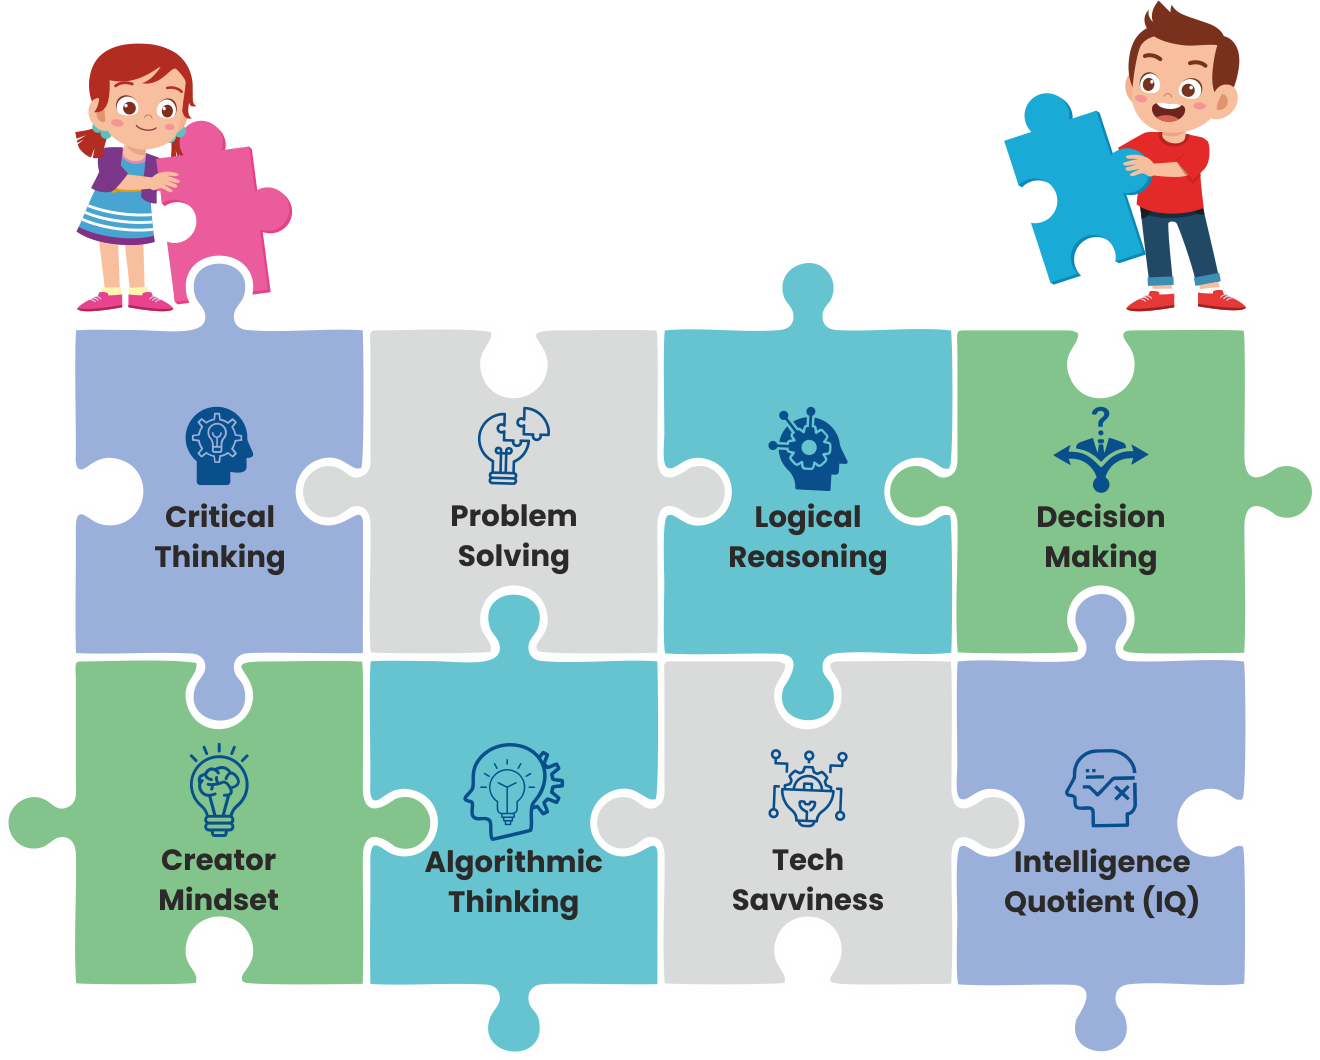 Critical
Thinking
Problem
Solving
Logical
Reasoning
Decision
Making
Creator
Mindset
Algorithmic
Thinking
Tech
Savviness
Intelligence
Quotient (IQ)